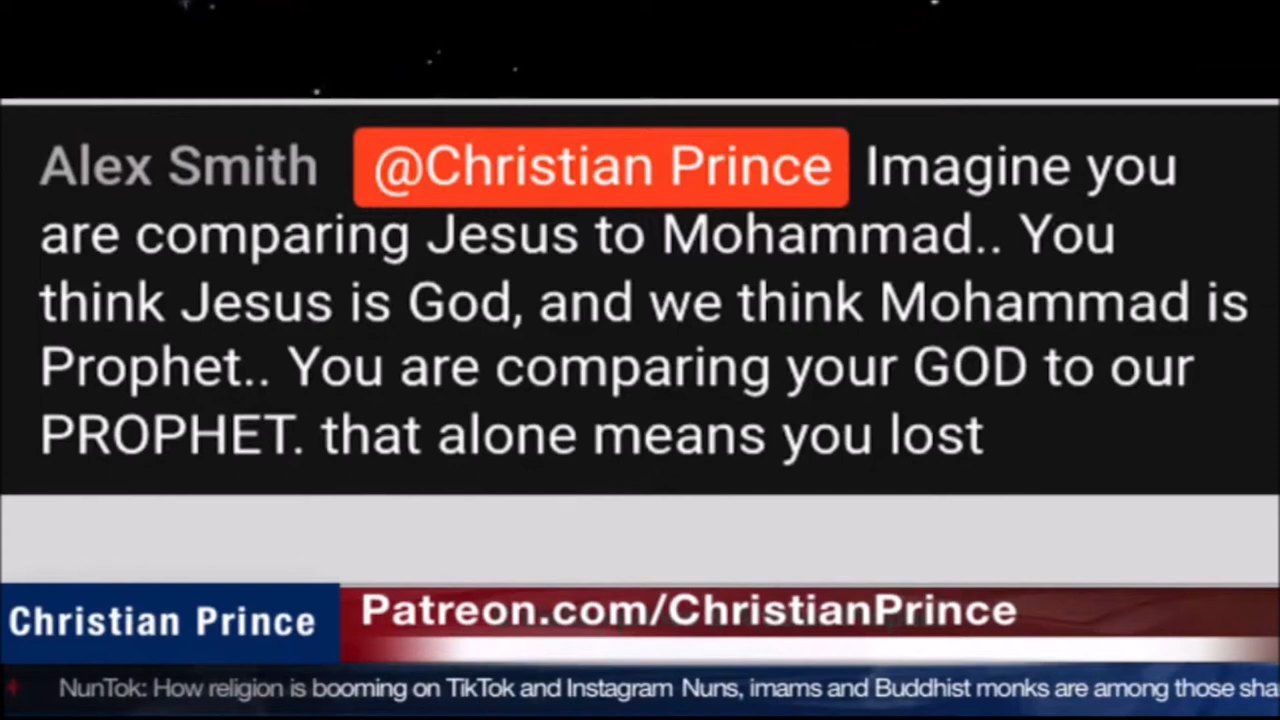 Alex Smith @Christian Prince Imagine you
are comparing Jesus to Mohammad.. You
think Jesus is God, and we think Mohammad is
Prophet.. You are comparing your GOD to our
PROPHET. that alone means you lost
Christian Prince
Patreon.com/ChristianPrince
NunTok: How religion is booming on TikTok and Instagram Nuns, imams and Buddhist monks are among those sha